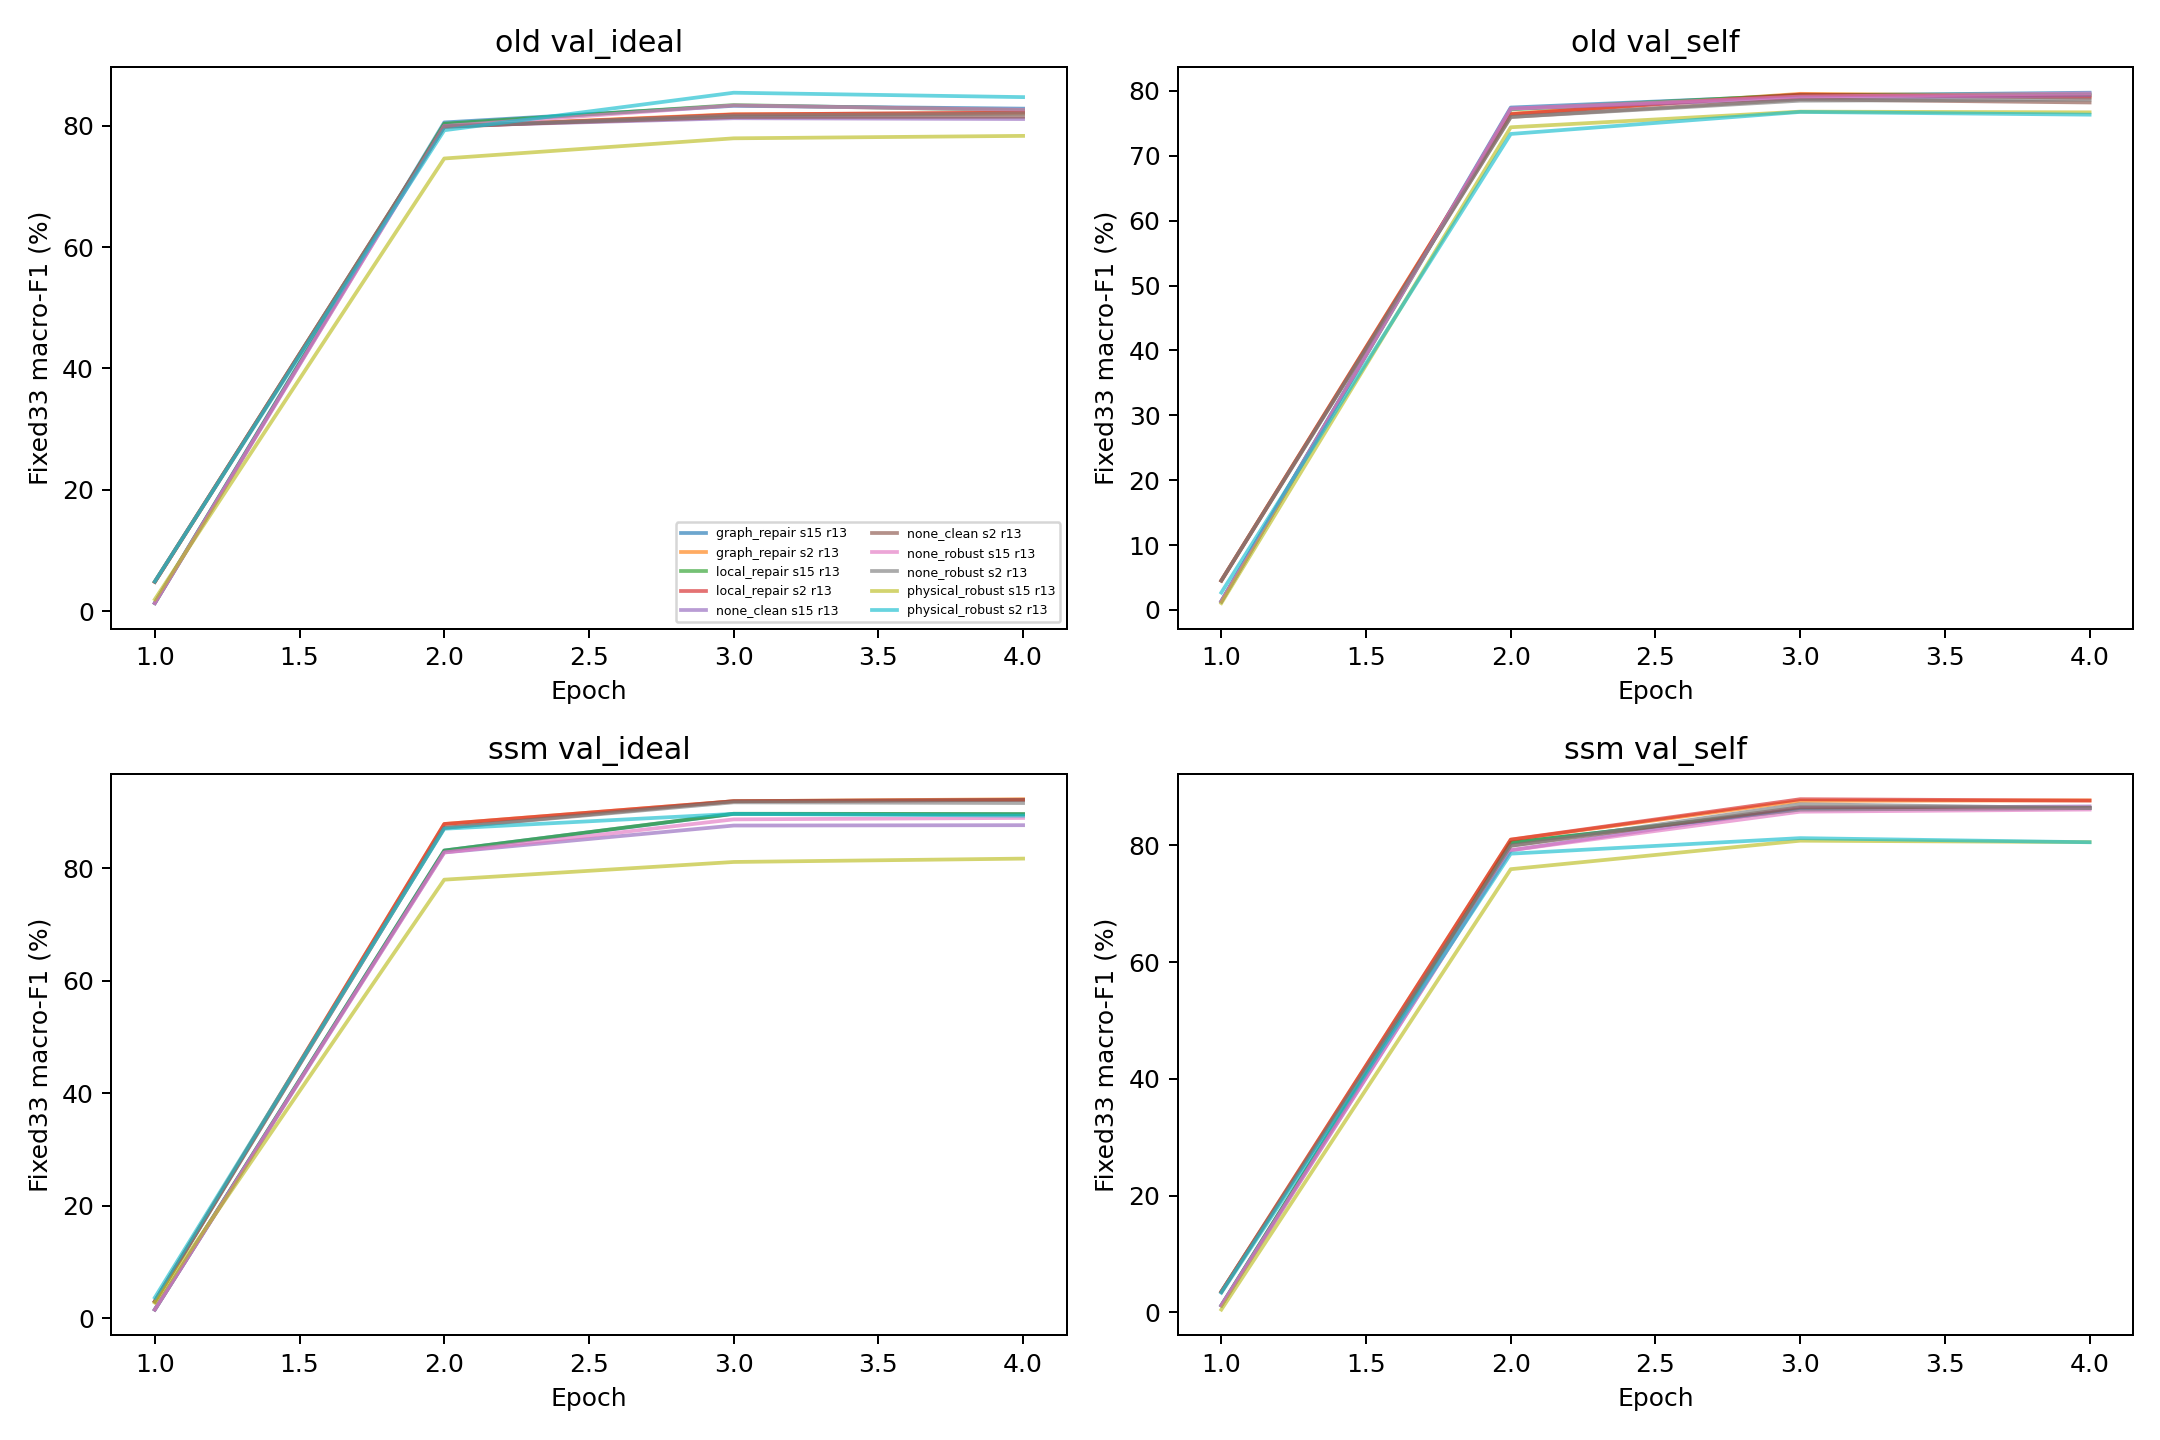 old val_ideal
Fixed33 macro-F1 (%)
80
60
40
20
0
graph_repair s15 r13
graph_repair s2 r13
local_repair s15 r13
local_repair s2 r13
none_clean s15 r13
none_clean s2 r13
none_robust s15 r13
none_robust s2 r13
physical_robust s15 r13
physical_robust s2 r13
1.0 1.5 2.0 2.5 3.0 3.5 4.0
Epoch
old val_self
Fixed33 macro-F1 (%)
80
70
60
50
40
30
20
10
0
1.0 1.5 2.0 2.5 3.0 3.5 4.0
Epoch
ssm val_ideal
Fixed33 macro-F1 (%)
80
60
40
20
0
1.0 1.5 2.0 2.5 3.0 3.5 4.0
Epoch
ssm val_self
Fixed33 macro-F1 (%)
80
60
40
20
0
1.0 1.5 2.0 2.5 3.0 3.5 4.0
Epoch